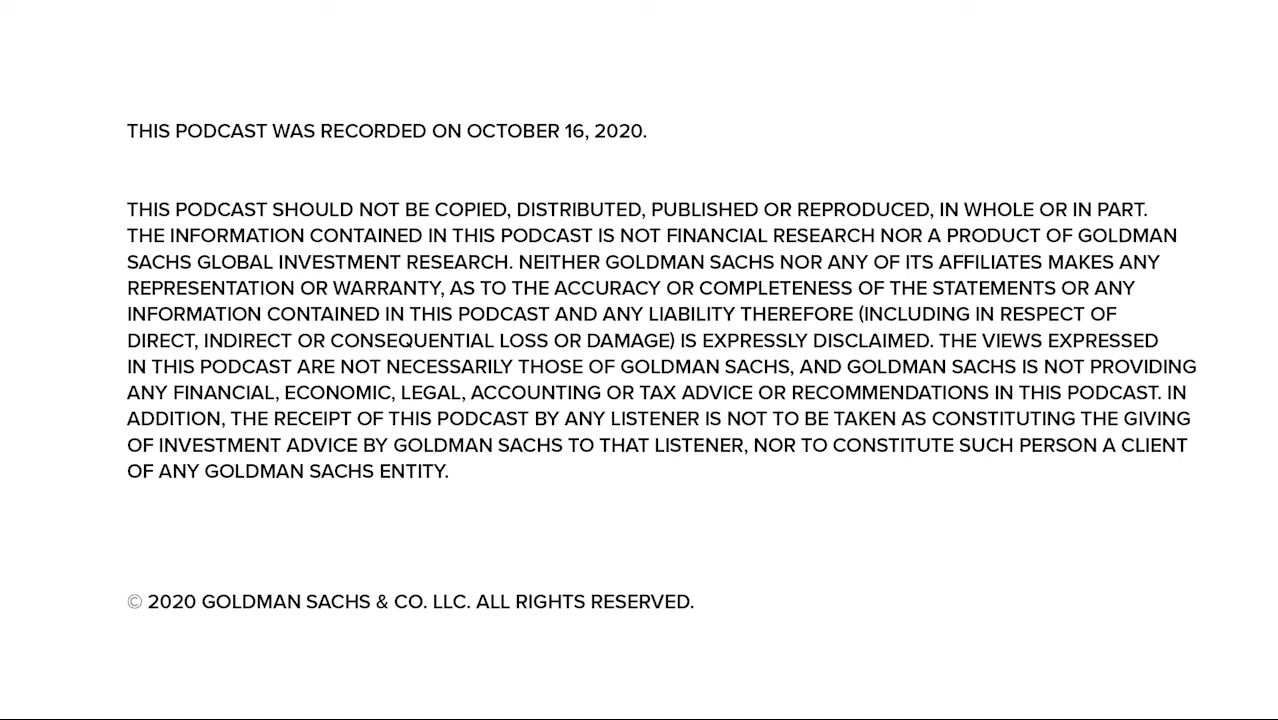 THIS PODCAST WAS RECORDED ON OCTOBER 16, 2020.
THIS PODCAST SHOULD NOT BE COPIED, DISTRIBUTED, PUBLISHED OR REPRODUCED, IN WHOLE OR IN PART.
THE INFORMATION CONTAINED IN THIS PODCAST IS NOT FINANCIAL RESEARCH NOR A PRODUCT OF GOLDMAN
SACHS GLOBAL INVESTMENT RESEARCH. NEITHER GOLDMAN SACHS NOR ANY OF ITS AFFILIATES MAKES ANY
REPRESENTATION OR WARRANTY, AS TO THE ACCURACY OR COMPLETENESS OF THE STATEMENTS OR ANY
INFORMATION CONTAINED IN THIS PODCAST AND ANY LIABILITY THEREFORE (INCLUDING IN RESPECT OF
DIRECT, INDIRECT OR CONSEQUENTIAL LOSS OR DAMAGE) IS EXPRESSLY DISCLAIMED. THE VIEWS EXPRESSED
IN THIS PODCAST ARE NOT NECESSARILY THOSE OF GOLDMAN SACHS, AND GOLDMAN SACHS IS NOT PROVIDING
ANY FINANCIAL, ECONOMIC, LEGAL, ACCOUNTING OR TAX ADVICE OR RECOMMENDATIONS IN THIS PODCAST. IN
ADDITION, THE RECEIPT OF THIS PODCAST BY ANY LISTENER IS NOT TO BE TAKEN AS CONSTITUTING THE GIVING
OF INVESTMENT ADVICE BY GOLDMAN SACHS TO THAT LISTENER, NOR TO CONSTITUTE SUCH PERSON A CLIENT
OF ANY GOLDMAN SACHS ENTITY.
© 2020 GOLDMAN SACHS & CO. LLC. ALL RIGHTS RESERVED.